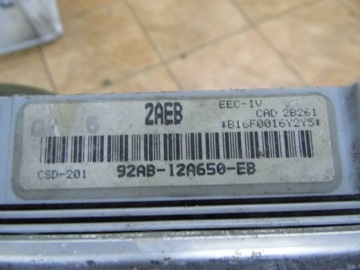 2AEB
EEC-IV
CAD 2B261
*B16F0016Y2Y5*
CSD-201
92AB-12A650-EB